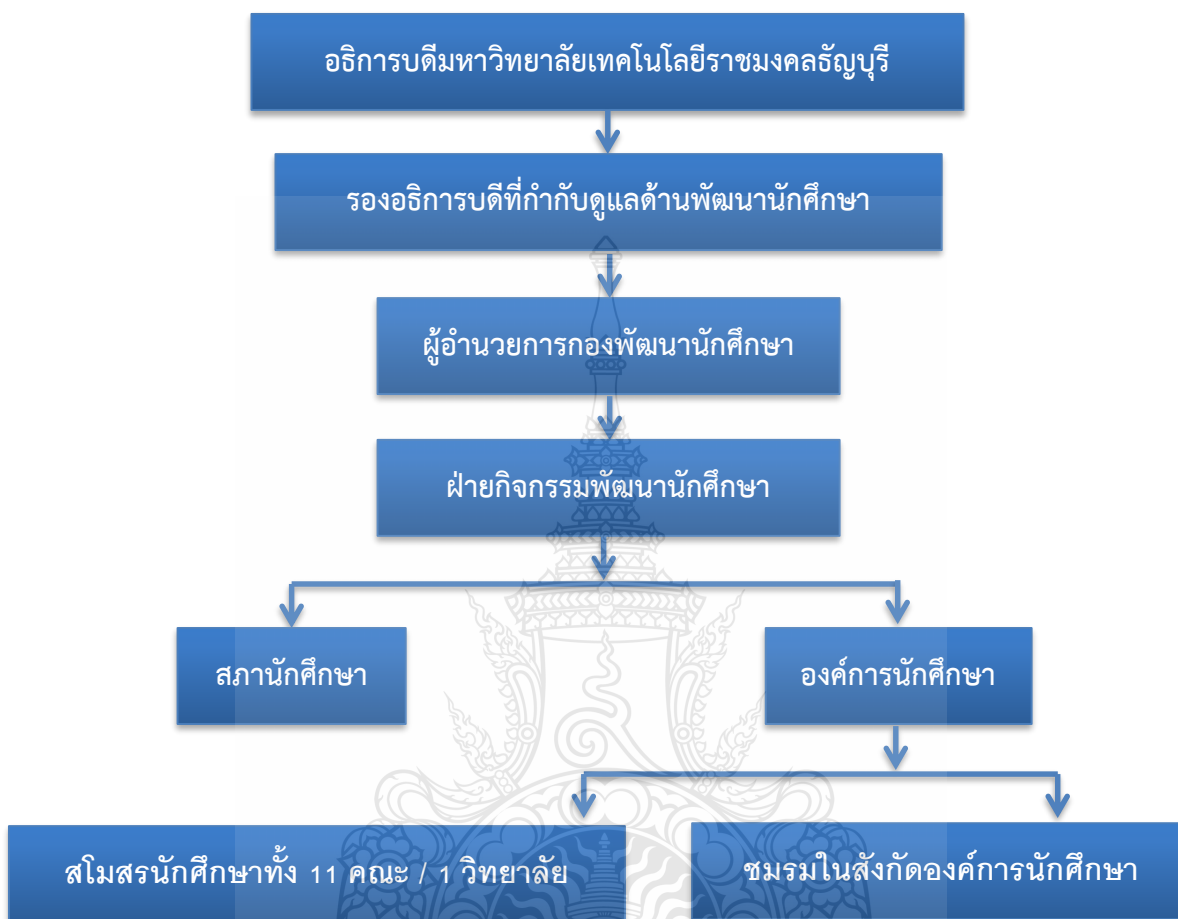 อธิการบดีมหาวิทยาลัยเทคโนโลยีราชมงคลธัญบุรี
รองอธิการบดีที่กำกับดูแลด้านพัฒนานักศึกษา
ผู้อำนวยการกองพัฒนานักศึกษา
ฝ่ายกิจกรรมพัฒนานักศึกษา
สภานักศึกษา
องค์การนักศึกษา
สโมสรนักศึกษาทั้ง 11 คณะ / 1 วิทยาลัย
ชมรมในสังกัดองค์การนักศึกษา